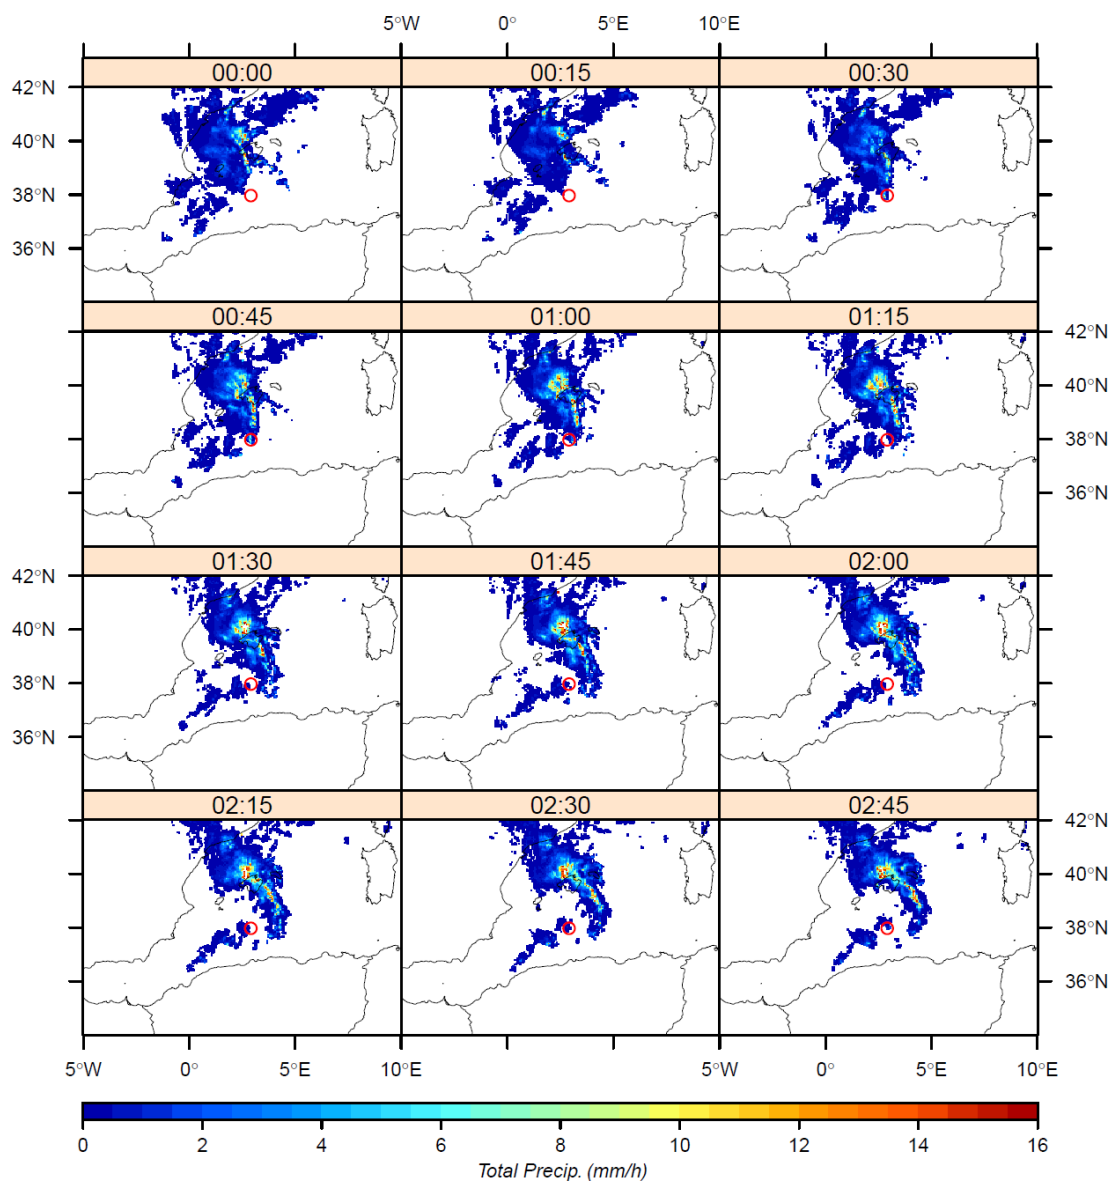 5°W 0° 5°E 10°E
00:00 00:15 00:30
42°N
40°N
38°N
36°N
00:45 01:00 01:15
42°N
40°N
38°N
36°N
01:30 01:45 02:00
42°N
40°N
38°N
36°N
02:15 02:30 02:45
42°N
40°N
38°N
36°N
5°W 0° 5°E 10°E 5°W 0° 5°E 10°E
0 2 4 6 8 10 12 14 16
Total Precip. (mm/h)